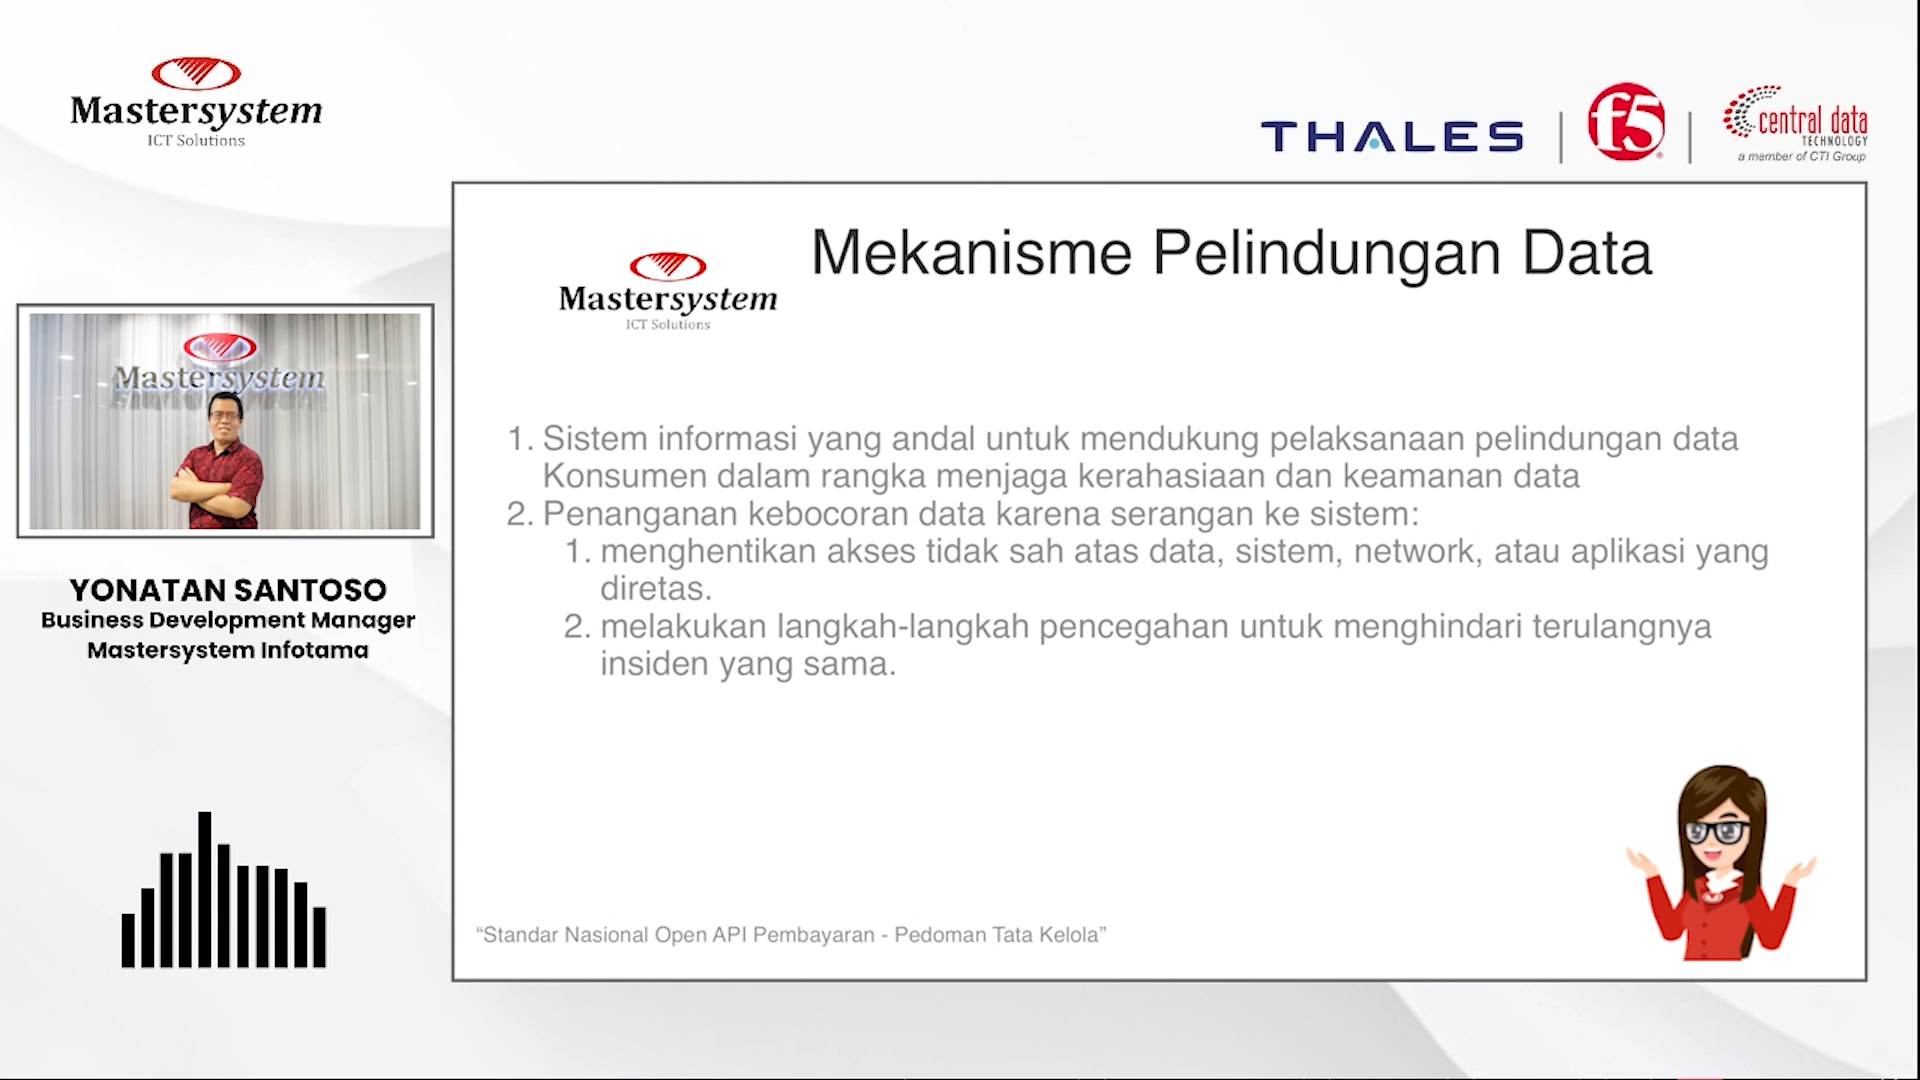 Mastersystem
ICT Solutions
THALES
f5
central data
TECHNOLOGY
a member of CTI Group
Mekanisme Pelindungan Data
Mastersystem
ICT Solutions
Mastersystem
1. Sistem informasi yang andal untuk mendukung pelaksanaan pelindungan data
Konsumen dalam rangka menjaga kerahasiaan dan keamanan data
2. Penanganan kebocoran data karena serangan ke sistem:
1. menghentikan akses tidak sah atas data, sistem, network, atau aplikasi yang
diretas.
2. melakukan langkah-langkah pencegahan untuk menghindari terulangnya
insiden yang sama.
YONATAN SANTOSO
Business Development Manager
Mastersystem Infotama
“Standar Nasional Open API Pembayaran - Pedoman Tata Kelola”